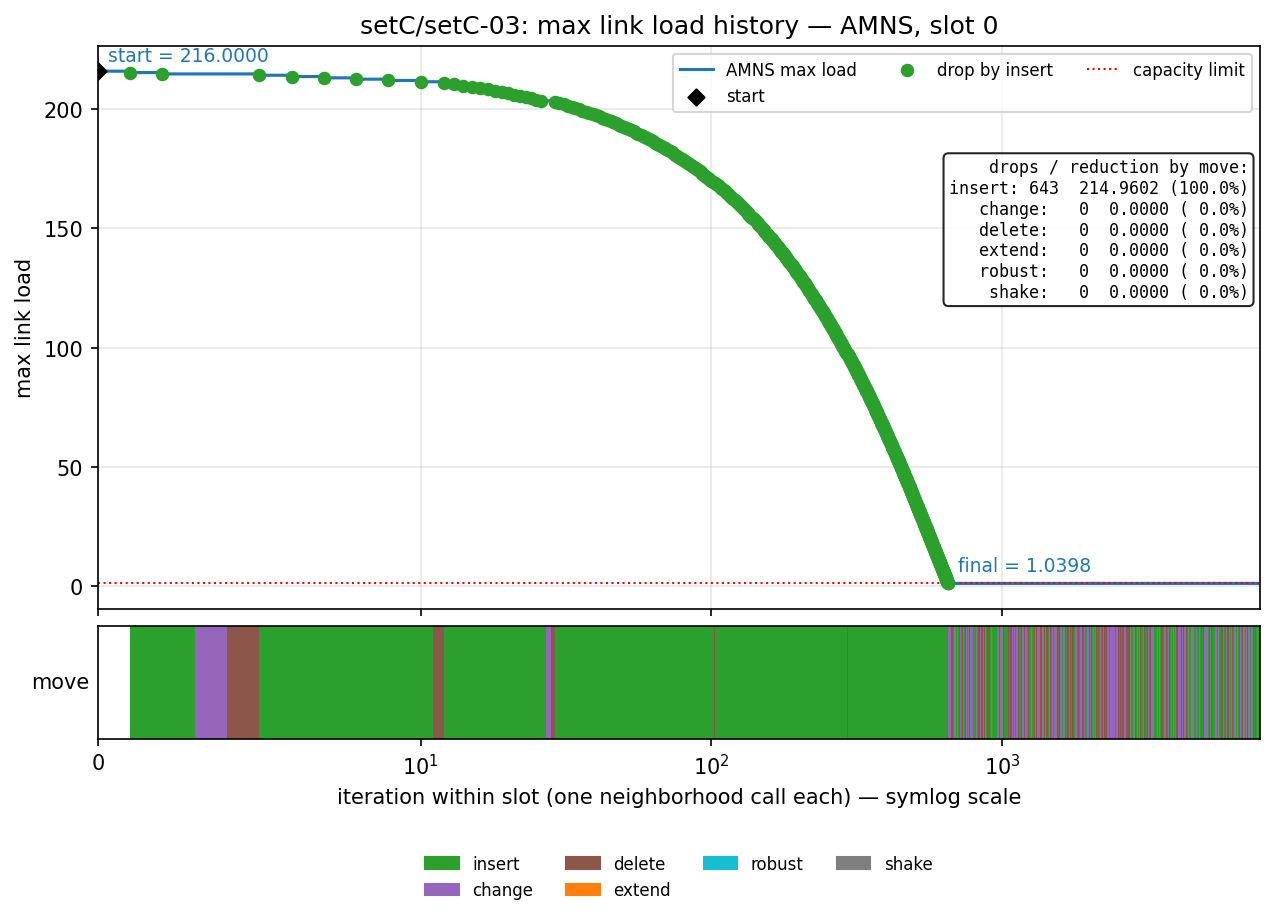 setC/setC-03: max link load history — AMNS, slot 0
start = 216.0000
AMNS max load
drop by insert
capacity limit
start
drops / reduction by move:
insert: 643 214.9602 (100.0%)
change: 0 0.0000 ( 0.0%)
delete: 0 0.0000 ( 0.0%)
extend: 0 0.0000 ( 0.0%)
robust: 0 0.0000 ( 0.0%)
shake: 0 0.0000 ( 0.0%)
200
150
100
50
0
max link load
final = 1.0398
move
0
10¹
10²
10³
iteration within slot (one neighborhood call each) — symlog scale
insert
delete
robust
shake
change
extend